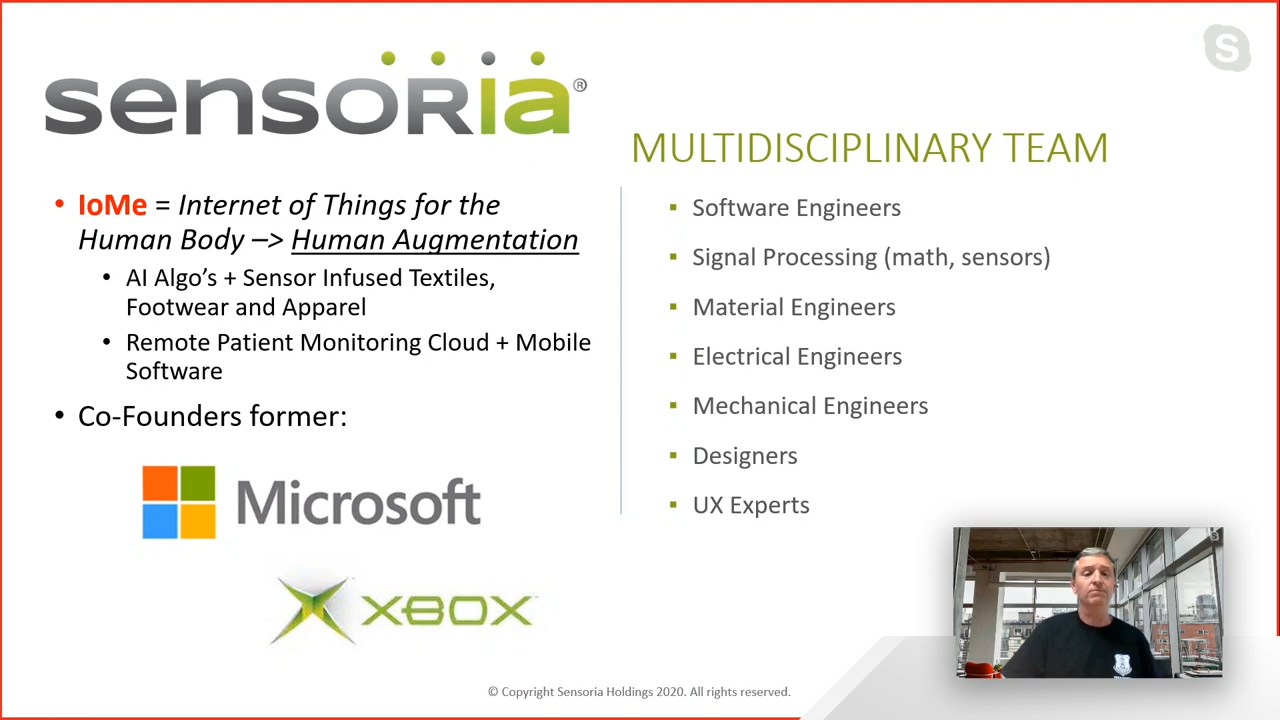 sensoria®
• IoMe = Internet of Things for the
Human Body –> Human Augmentation
• AI Algo's + Sensor Infused Textiles,
Footwear and Apparel
• Remote Patient Monitoring Cloud + Mobile
Software
• Co-Founders former:
Microsoft
XBOX
MULTIDISCIPLINARY TEAM
▪ Software Engineers
▪ Signal Processing (math, sensors)
▪ Material Engineers
▪ Electrical Engineers
▪ Mechanical Engineers
▪ Designers
▪ UX Experts
© Copyright Sensoria Holdings 2020. All rights reserved.
S